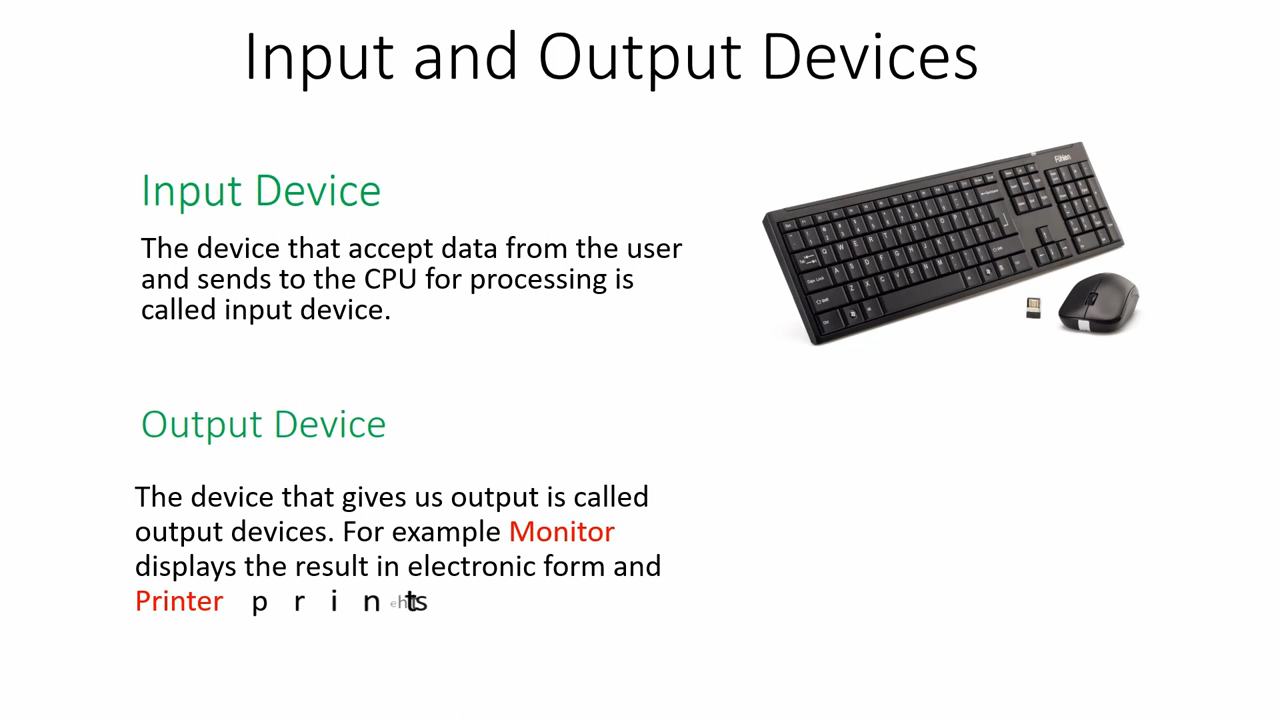 Input and Output Devices
Input Device
The device that accept data from the user
and sends to the CPU for processing is
called input device.
Output Device
The device that gives us output is called
output devices. For example Monitor
displays the result in electronic form and
Printer prints